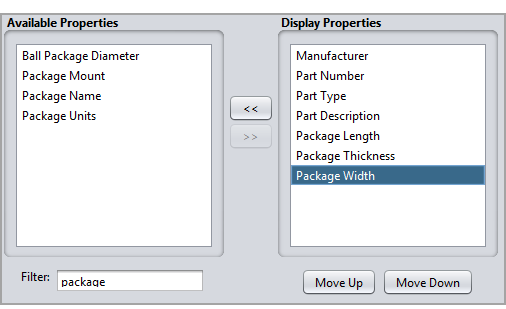 Available Properties
Ball Package Diameter
Package Mount
Package Name
Package Units
<<
>>
Display Properties
Manufacturer
Part Number
Part Type
Part Description
Package Length
Package Thickness
Package Width
Filter: package
Move Up Move Down